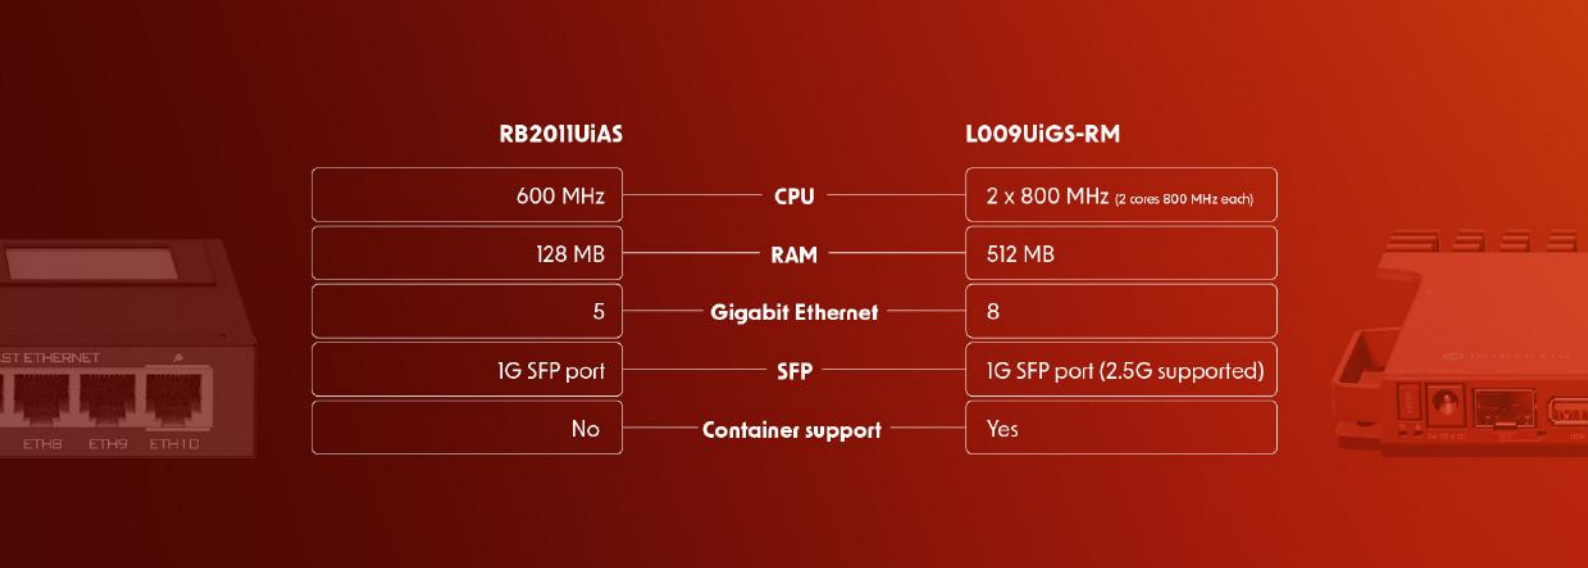 RB2011UiAS
L009UiGS-RM
600 MHz CPU 2 x 800 MHz (2 cores 800 MHz each)
128 MB RAM 512 MB
5 Gigabit Ethernet 8
1G SFP port SFP 1G SFP port (2.5G supported)
No Container support Yes
ST ETHERNET
ETH8 ETH9 ETH10